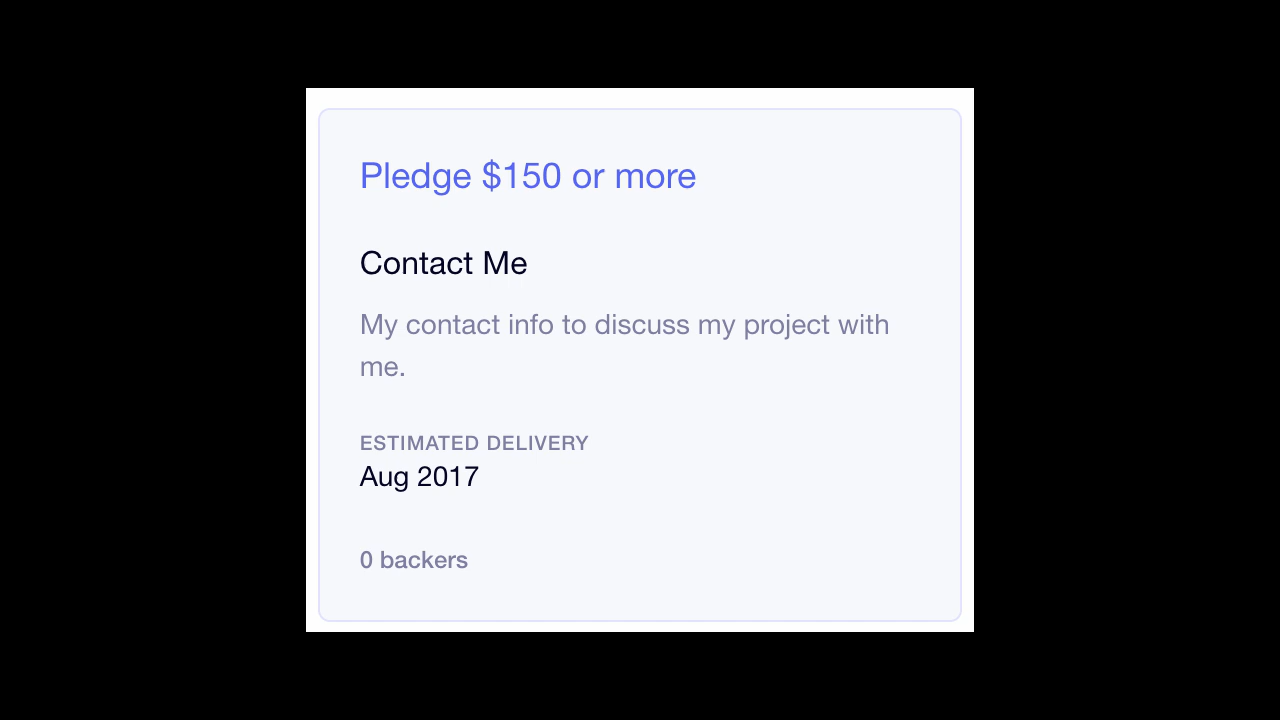 Pledge $150 or more
Contact Me
My contact info to discuss my project with
me.
ESTIMATED DELIVERY
Aug 2017
0 backers